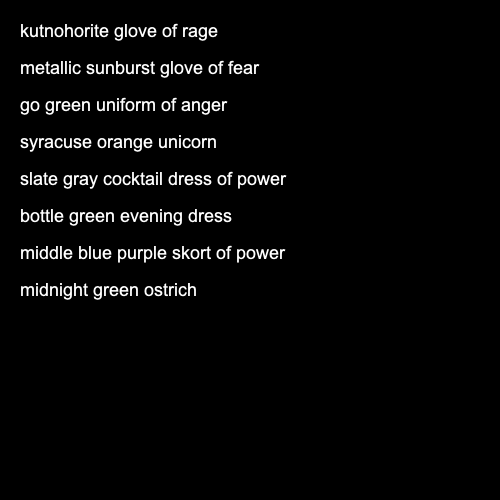 kutnohorite glove of rage
metallic sunburst glove of fear
go green uniform of anger
syracuse orange unicorn
slate gray cocktail dress of power
bottle green evening dress
middle blue purple skort of power
midnight green ostrich